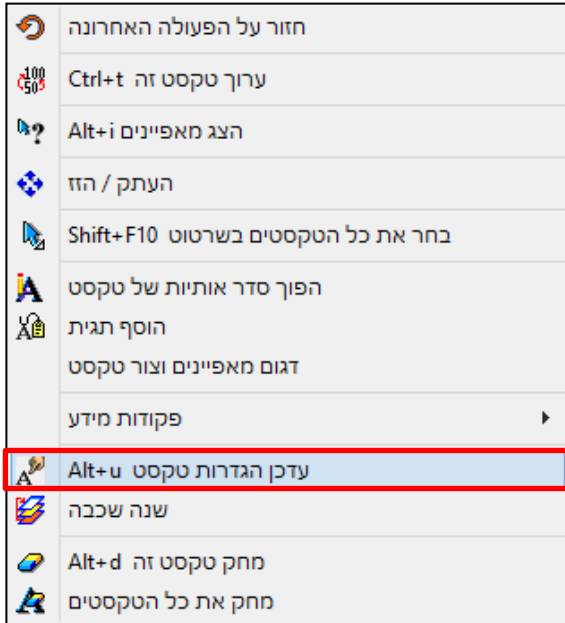 חזור על הפעולה האחרונה
ערוך טקסט זה Ctrl+t
הצג מאפיינים Alt+i
העתק / הזז
בחר את כל הטקסטים בשרטוט Shift+F10
הפוך סדר אותיות של טקסט
הוסף תגית
דגום מאפיינים וצור טקסט
פקודות מידע
עדכן הגדרות טקסט Alt+u
שנה שכבה
מחק טקסט זה Alt+d
מחק את כל הטקסטים